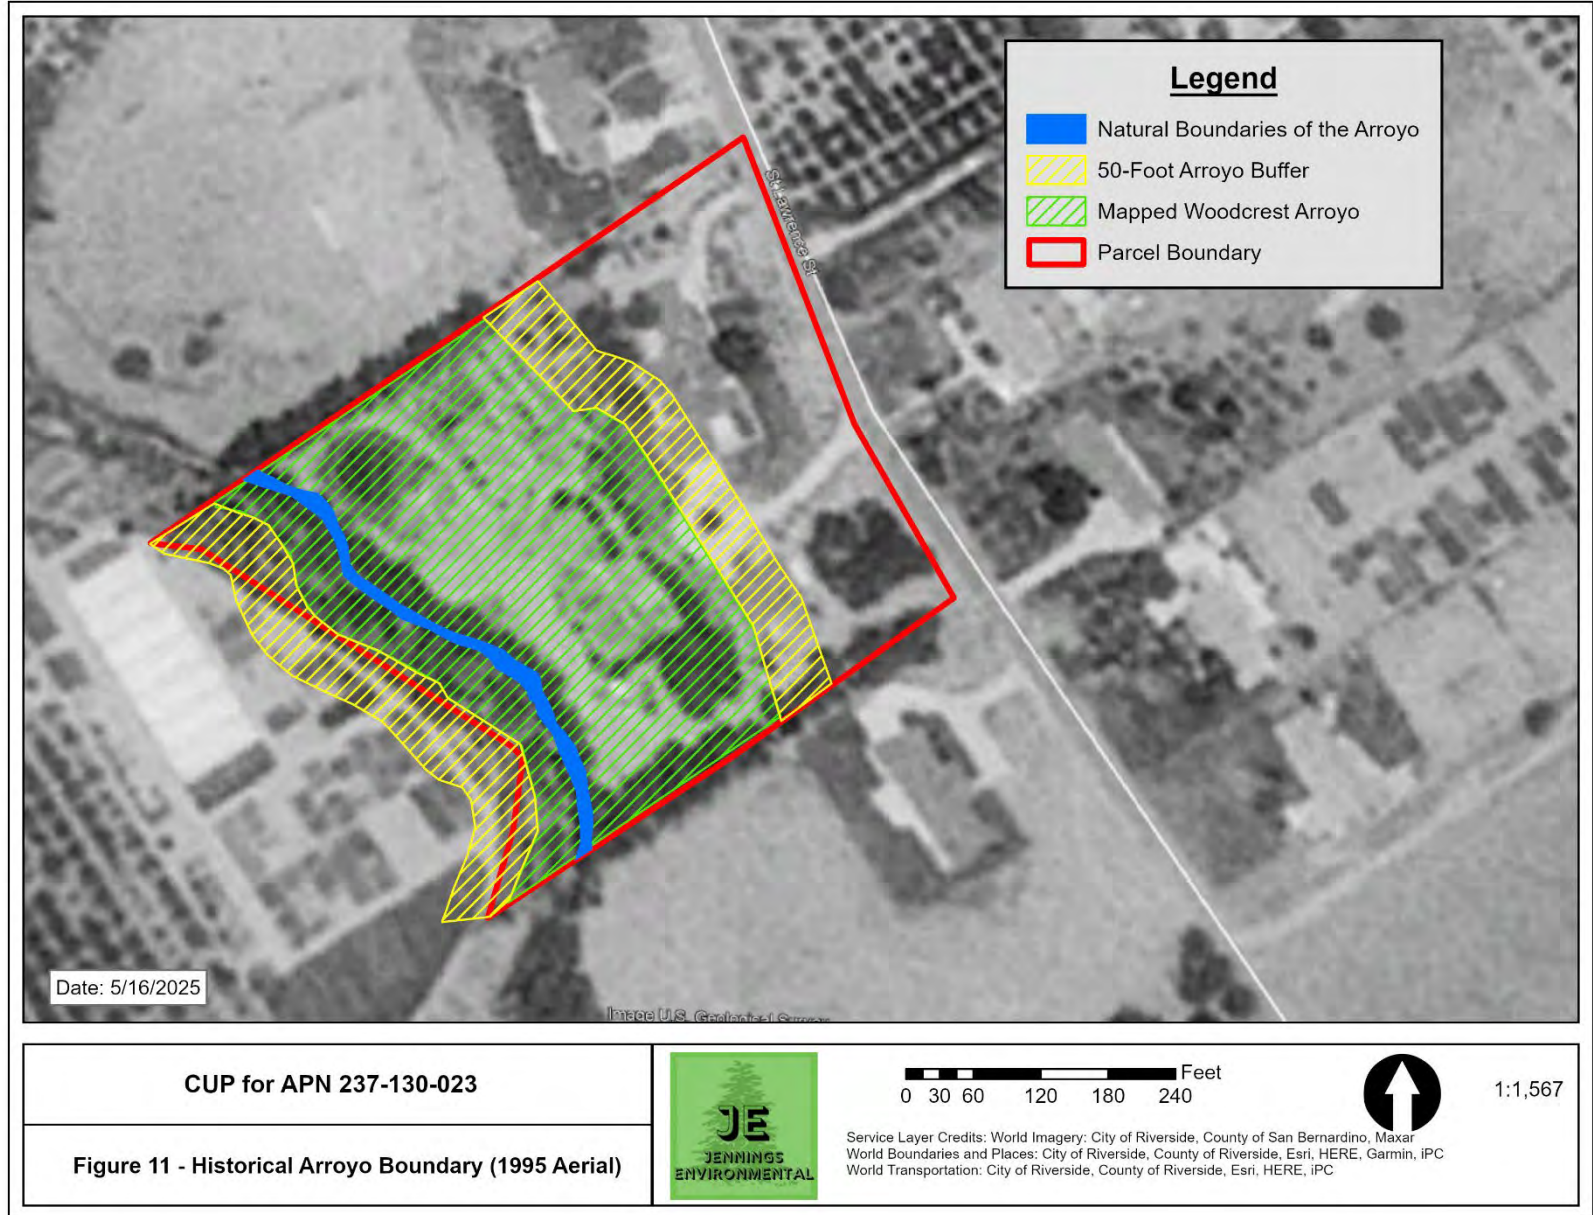 Legend
Natural Boundaries of the Arroyo
50-Foot Arroyo Buffer
Mapped Woodcrest Arroyo
Parcel Boundary
St Lawrence St
Date: 5/16/2025
Image U.S. Geological Survey
CUP for APN 237-130-023
Figure 11 - Historical Arroyo Boundary (1995 Aerial)
JE
JENNINGS
ENVIRONMENTAL
Feet
0 30 60 120 180 240
1:1,567
Service Layer Credits: World Imagery: City of Riverside, County of San Bernardino, Maxar
World Boundaries and Places: City of Riverside, County of Riverside, Esri, HERE, Garmin, iPC
World Transportation: City of Riverside, County of Riverside, Esri, HERE, iPC